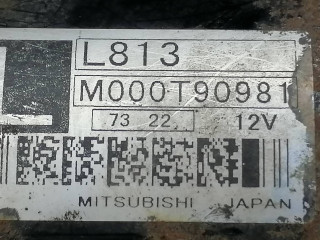 L813
M000T90981
73 22 12V
MITSUBISHI JAPAN